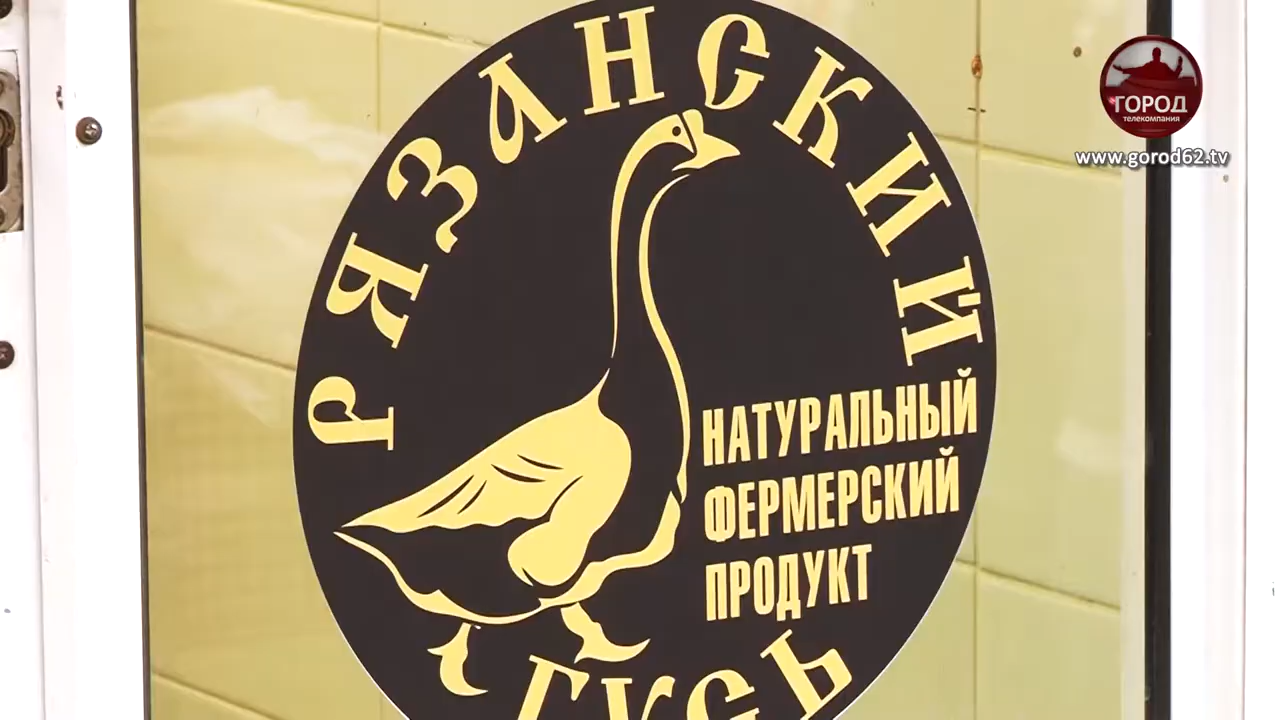 РЯЗАНСКИЙ
НАТУРАЛЬНЫЙ
ФЕРМЕРСКИЙ
ПРОДУКТ
ГУСЬ
ГОРОД
телекомпания
www.gorod62.tv